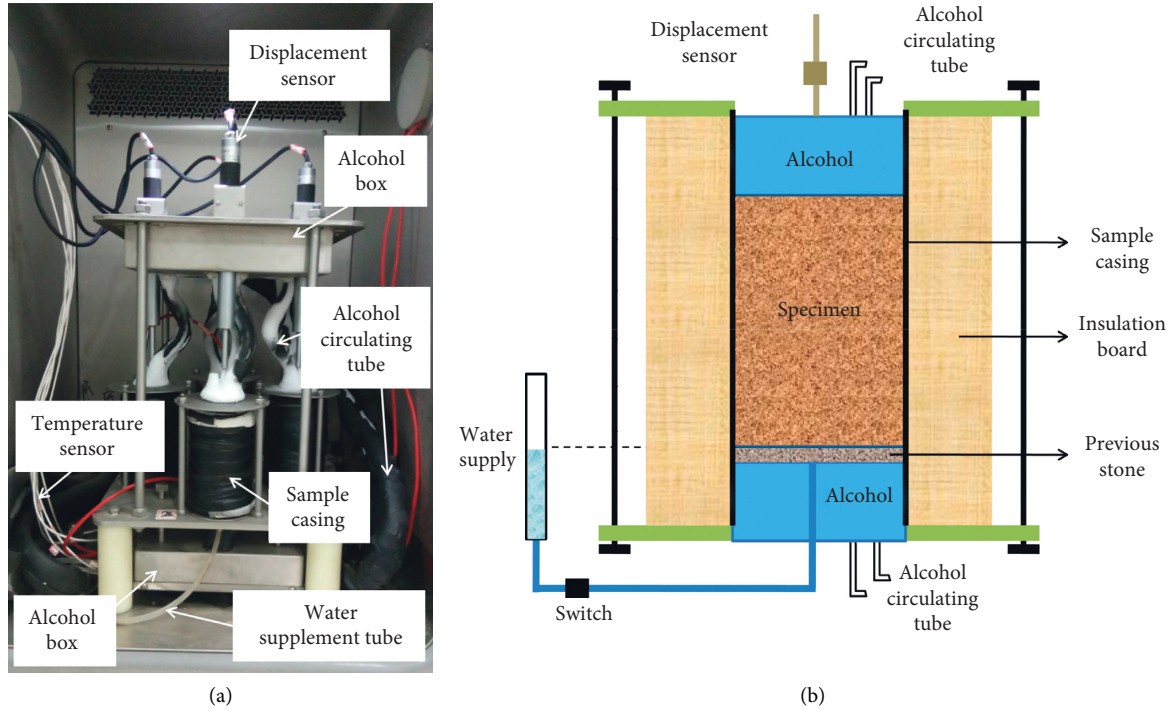 Displacement
sensor
Alcohol
box
Alcohol
circulating
tube
Temperature
sensor
Sample
casing
Alcohol
box
Water
supplement tube
(a)
Displacement
sensor
Alcohol
circulating
tube
Alcohol
Sample
casing
Specimen
Insulation
board
Water
supply
Previous
stone
Alcohol
Switch
Alcohol
circulating
tube
(b)